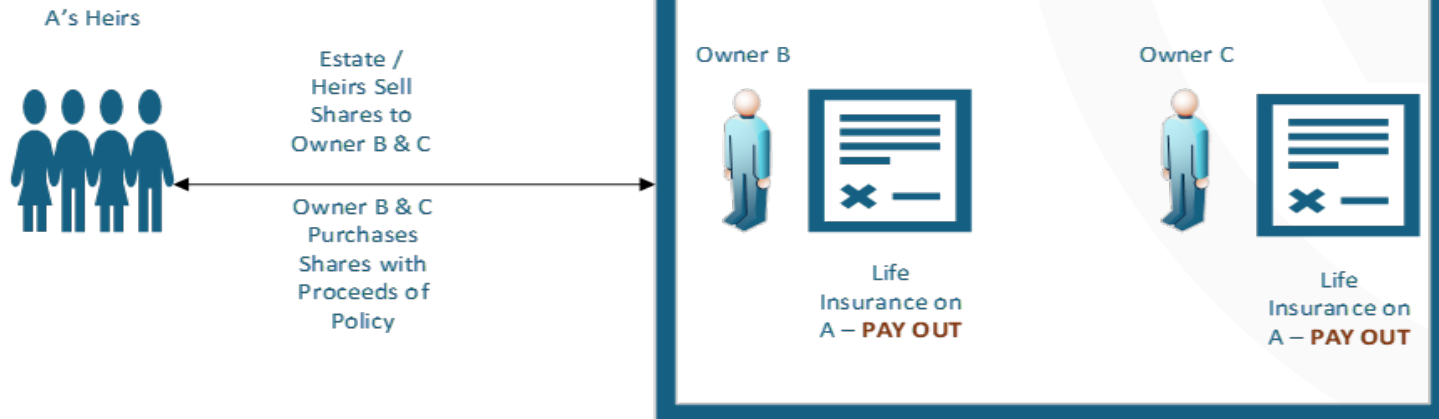 A's Heirs
Estate /
Heirs Sell
Shares to
Owner B & C
Owner B & C
Purchases
Shares with
Proceeds of
Policy
Owner B
Life
Insurance on
A – PAY OUT
Owner C
Life
Insurance on
A – PAY OUT